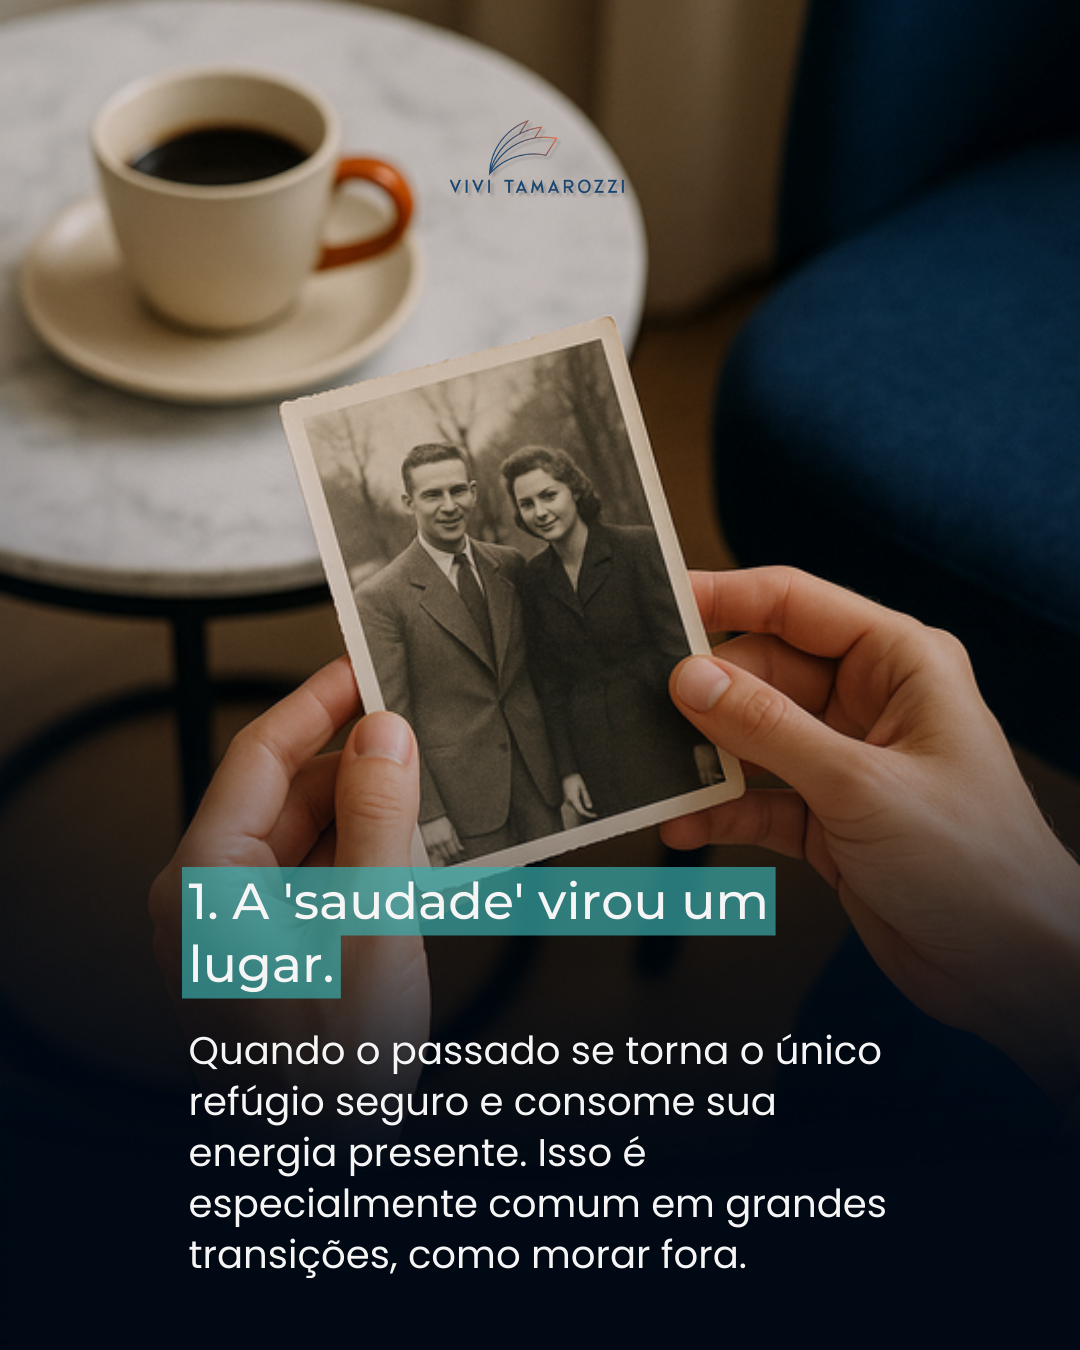 VIVI TAMAROZZI
1. A 'saudade' virou um
lugar.
Quando o passado se torna o único
refúgio seguro e consome sua
energia presente. Isso é
especialmente comum em grandes
transições, como morar fora.